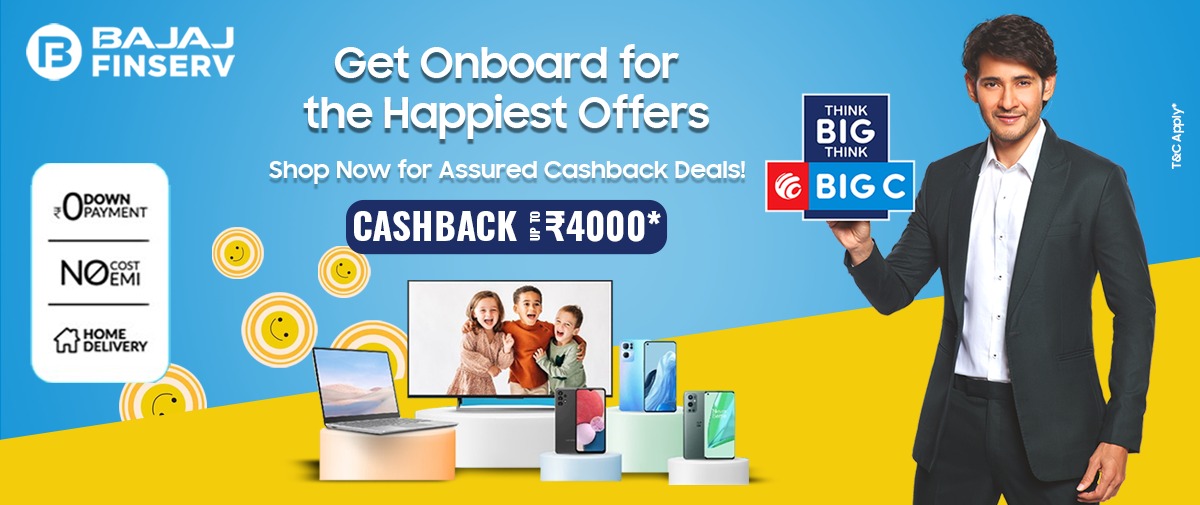 BAJAJ
FINSERV
Get Onboard for
the Happiest Offers
Shop Now for Assured Cashback Deals!
CASHBACK UP TO ₹4000*
₹0 DOWN
PAYMENT
NO COST
EMI
HOME
DELIVERY
THINK
BIG
THINK
BIG C
T&C Apply*